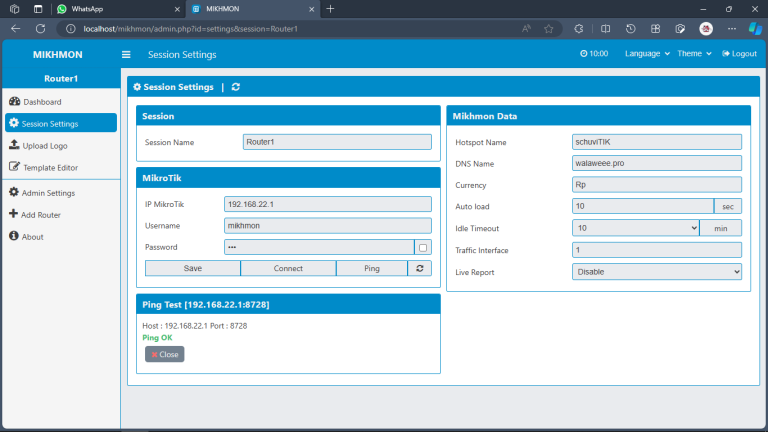 WhatsApp
MIKHMON
localhost/mikhmon/admin.php?id=settings&session=Router1
MIKHMON
Session Settings
10:00
Language
Theme
Logout
Router1
Dashboard
Session Settings
Upload Logo
Template Editor
Admin Settings
Add Router
About
Session Settings |
Session
Session Name
Router1
MikroTik
IP MikroTik
192.168.22.1
Username
mikhmon
Password
•••
Save
Connect
Ping
Ping Test [192.168.22.1:8728]
Host : 192.168.22.1 Port : 8728
Ping OK
Close
Mikhmon Data
Hotspot Name
schuviTIK
DNS Name
walaweee.pro
Currency
Rp
Auto load
10
sec
Idle Timeout
10
min
Traffic Interface
1
Live Report
Disable